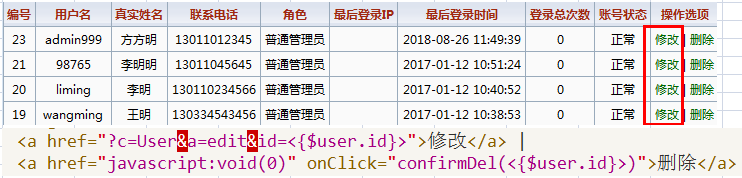 编号 用户名 真实姓名 联系电话 角色 最后登录IP 最后登录时间 登录总次数 账号状态 操作选项
23 admin999 方方明 13011012345 普通管理员 2018-08-26 11:49:39 0 正常 修改 | 删除
21 98765 李明明 13011045645 普通管理员 2017-01-12 10:51:24 0 正常 修改 | 删除
20 liming 李明 130110234566 普通管理员 2017-01-12 10:40:52 0 正常 修改 | 删除
19 wangming 王明 130334543456 普通管理员 2017-01-12 10:38:53 0 正常 修改 | 删除
<a href="?c=User&a=edit&id=<{$user.id}>">修改</a> |
<a href="javascript:void(0)" onClick="confirmDel(<{$user.id}>)">删除</a>